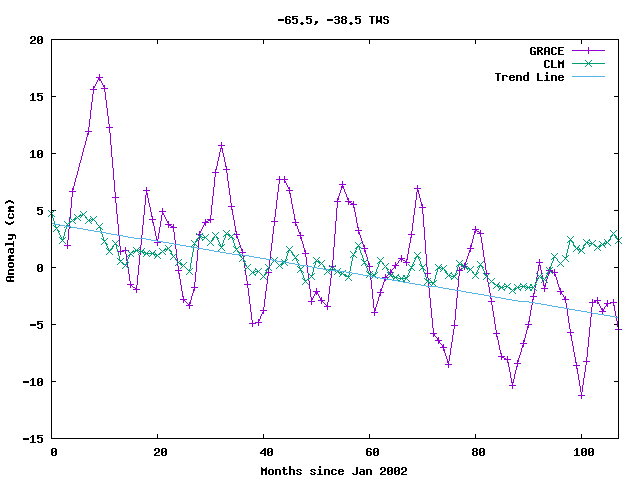 -65.5, -38.5 TWS
GRACE
CLM
Trend Line
20
15
10
5
0
-5
-10
-15
Anomaly (cm)
0 20 40 60 80 100
Months since Jan 2002